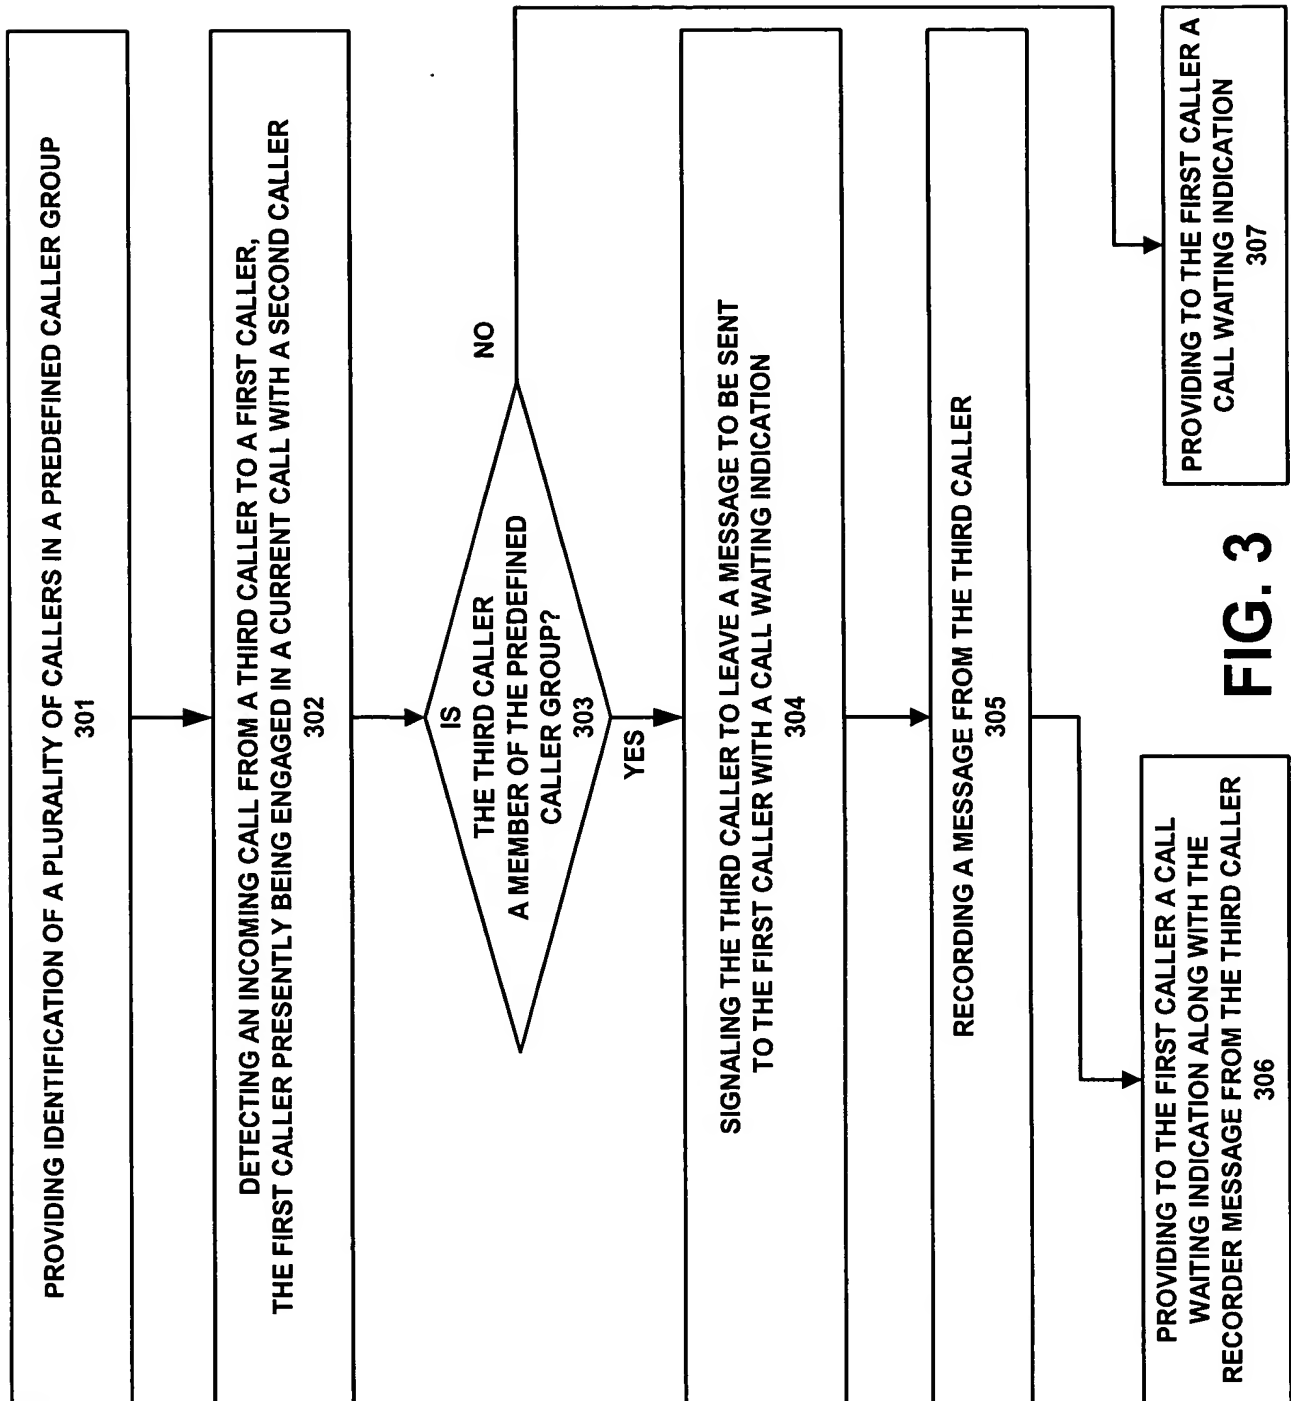 PROVIDING IDENTIFICATION OF A PLURALITY OF CALLERS IN A PREDEFINED CALLER GROUP
301
DETECTING AN INCOMING CALL FROM A THIRD CALLER TO A FIRST CALLER,
THE FIRST CALLER PRESENTLY BEING ENGAGED IN A CURRENT CALL WITH A SECOND CALLER
302
IS
THE THIRD CALLER
A MEMBER OF THE PREDEFINED
CALLER GROUP?
303
NO
YES
SIGNALING THE THIRD CALLER TO LEAVE A MESSAGE TO BE SENT
TO THE FIRST CALLER WITH A CALL WAITING INDICATION
304
RECORDING A MESSAGE FROM THE THIRD CALLER
305
PROVIDING TO THE FIRST CALLER A CALL
WAITING INDICATION ALONG WITH THE
RECORDER MESSAGE FROM THE THIRD CALLER
306
PROVIDING TO THE FIRST CALLER A
CALL WAITING INDICATION
307
FIG. 3